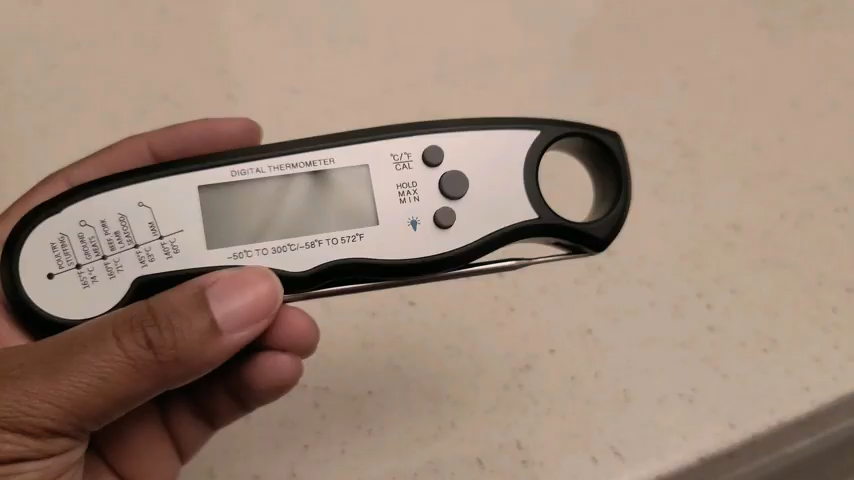 DIGITAL THERMOMETER
°C/°F
CAL
HOLD
MAX
MIN
-50°C TO 300°C/-58°F TO 572°F
POULTRY
STUFFING
165°F
74°C
GROUND
MEATS
160°F
71°C
BEEF PORK
LAMB
SEAFOOD
145°F
63°C
HAM
140°F
60°C